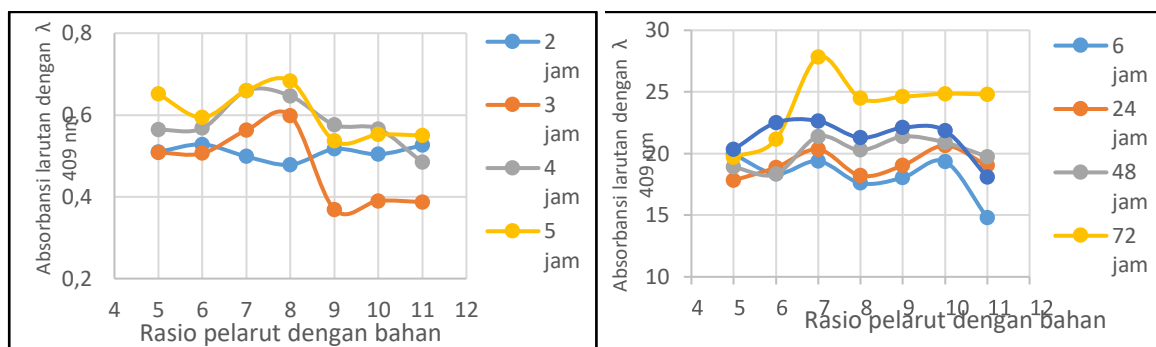 Absorbansi larutan dengan λ
409 nm
0,8
0,6
0,4
0,2
4 5 6 7 8 9 10 11 12
Rasio pelarut dengan bahan
2
jam
3
jam
4
jam
5
jam
Absorbansi larutan dengan λ
409 nm
30
25
20
15
10
4 5 6 7 8 9 10 11 12
Rasio pelarut dengan bahan
6
jam
24
jam
48
jam
72
jam